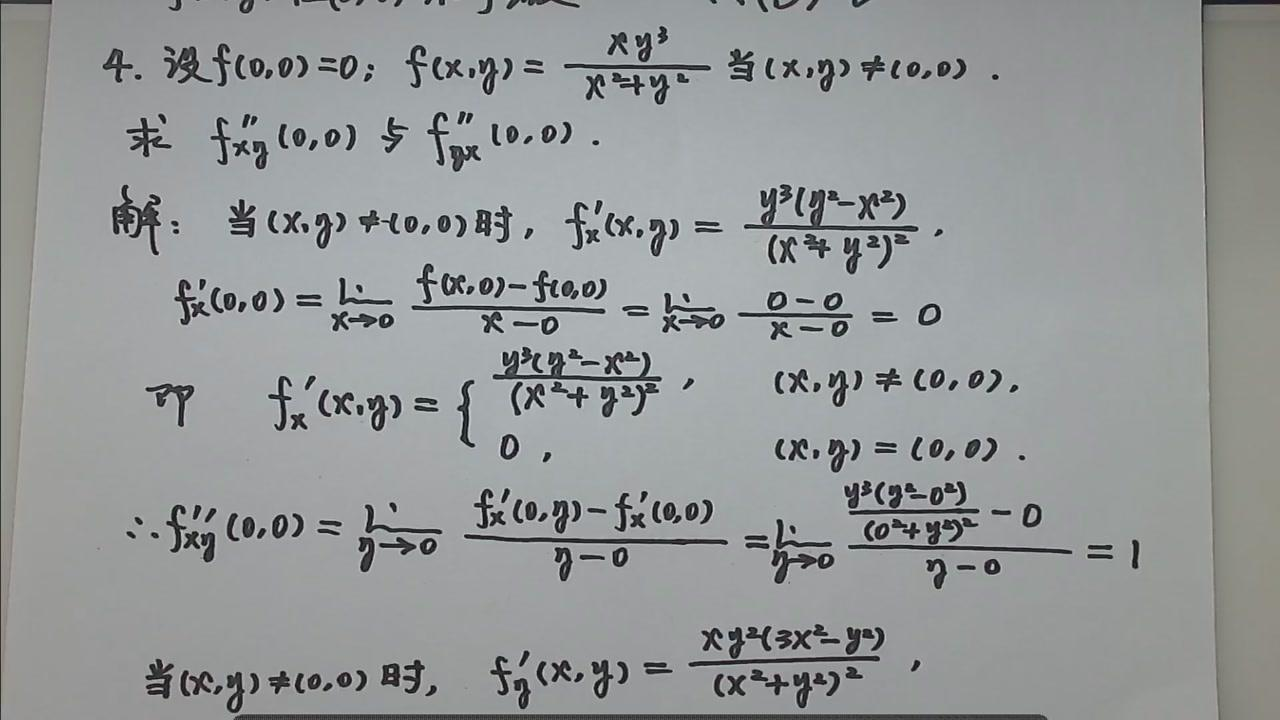 4. 设f(0,0)=0; f(x,y)= xy³/(x²+y²) 当(x,y)≠(0,0).
求 f″xy(0,0)与f″yx(0,0).
解: 当(x,y)≠(0,0)时, f′x(x,y)= y³(y²-x²)/(x²+y²)²,
f′x(0,0)= lim x→0 (f(x,0)-f(0,0))/(x-0) = lim x→0 (0-0)/(x-0) = 0
即 f′x(x,y)= { y³(y²-x²)/(x²+y²)², (x,y)≠(0,0),
0, (x,y)=(0,0).
∴f″xy(0,0)= lim y→0 (f′x(0,y)-f′x(0,0))/(y-0) = lim y→0 (y³(y²-0²)/(0²+y²)² - 0)/(y-0) = 1
当(x,y)≠(0,0)时, f′y(x,y)= xy²(3x²-y²)/(x²+y²)²,